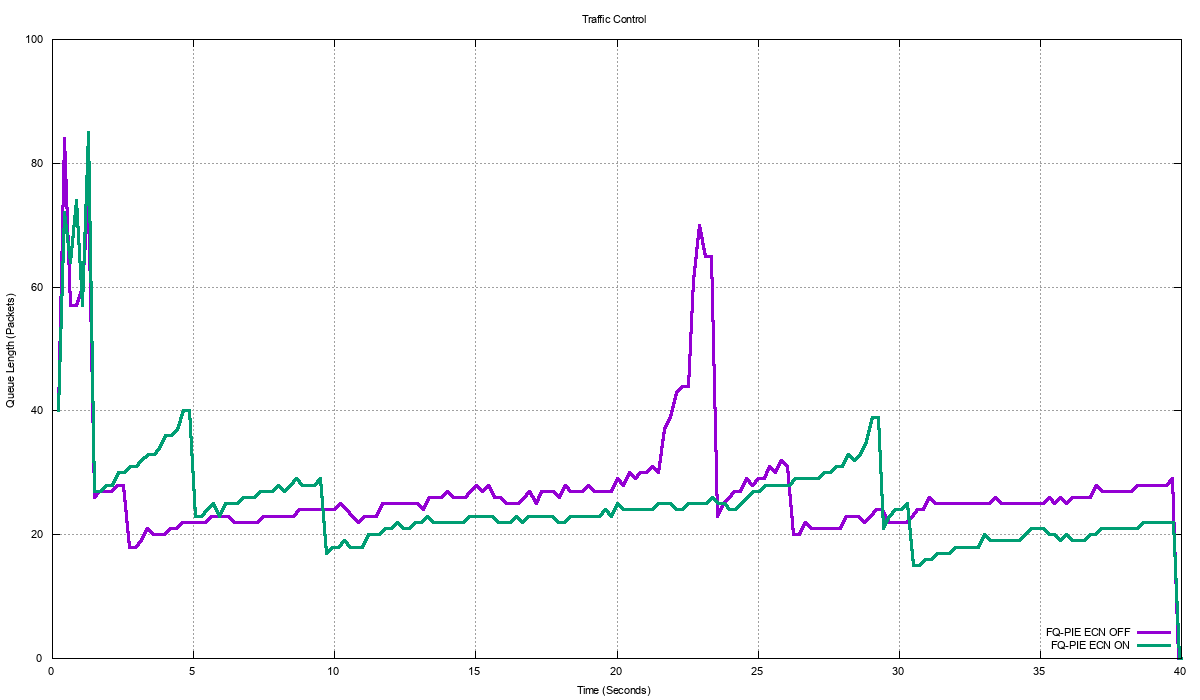 Traffic Control
100
80
60
40
20
0
Queue Length (Packets)
FQ-PIE ECN OFF
FQ-PIE ECN ON
0 5 10 15 20 25 30 35 40
Time (Seconds)